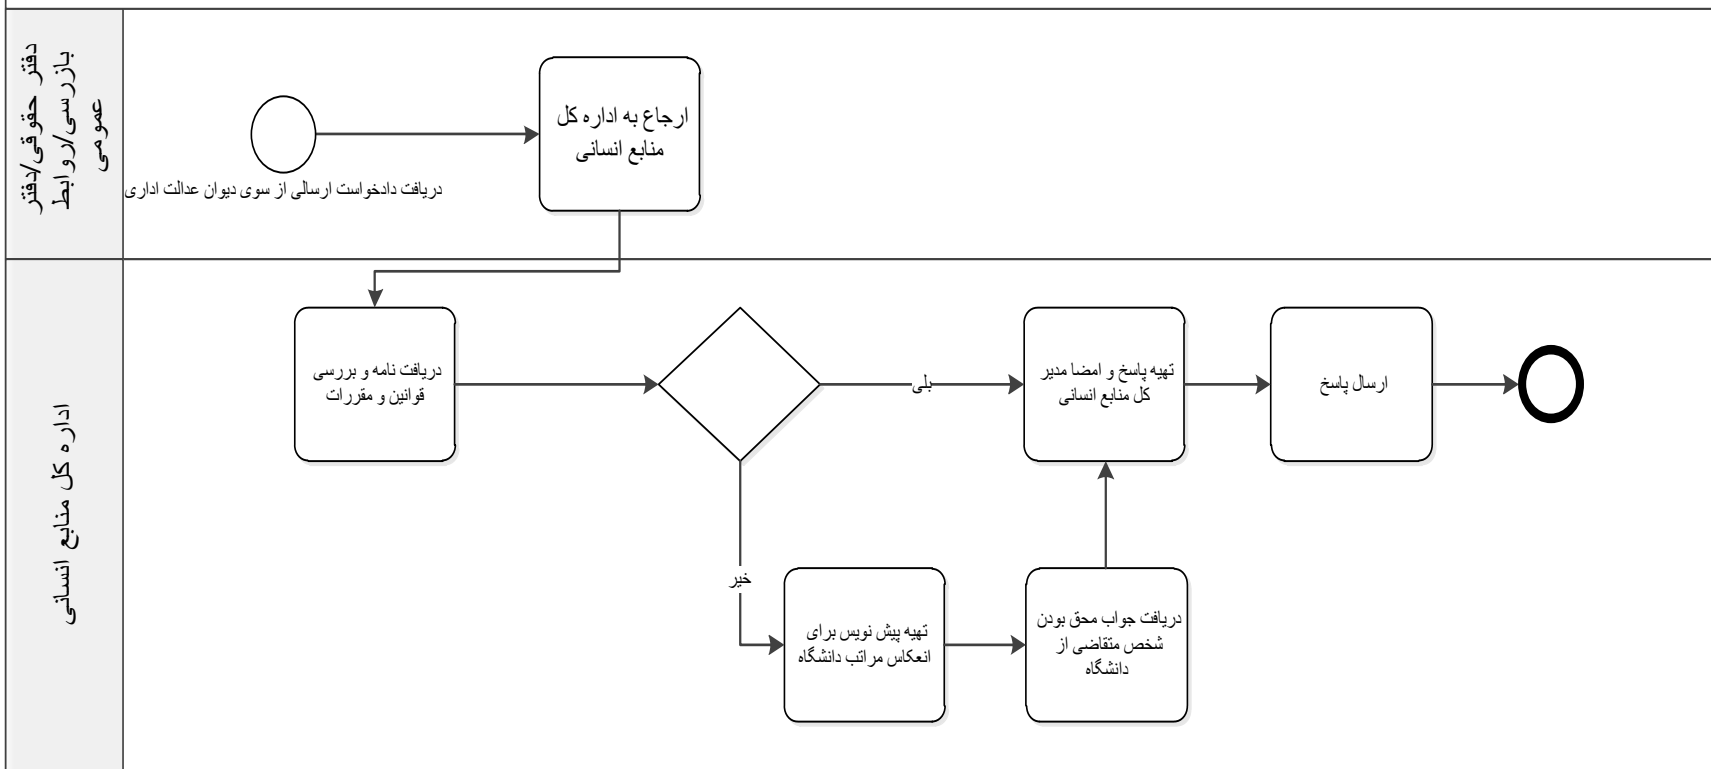 دفتر حقوقی/دفتر
بازرسی/روابط
عمومی
ارجاع به اداره کل
منابع انسانی
دریافت دادخواست ارسالی از سوی دیوان عدالت اداری
اداره کل منابع انسانی
دریافت نامه و بررسی
قوانین و مقررات
بلی
تهیه پاسخ و امضا مدیر
کل منابع انسانی
ارسال پاسخ
خیر
تهیه پیش نویس برای
انعکاس مراتب دانشگاه
دریافت جواب محق بودن
شخص متقاضی از
دانشگاه